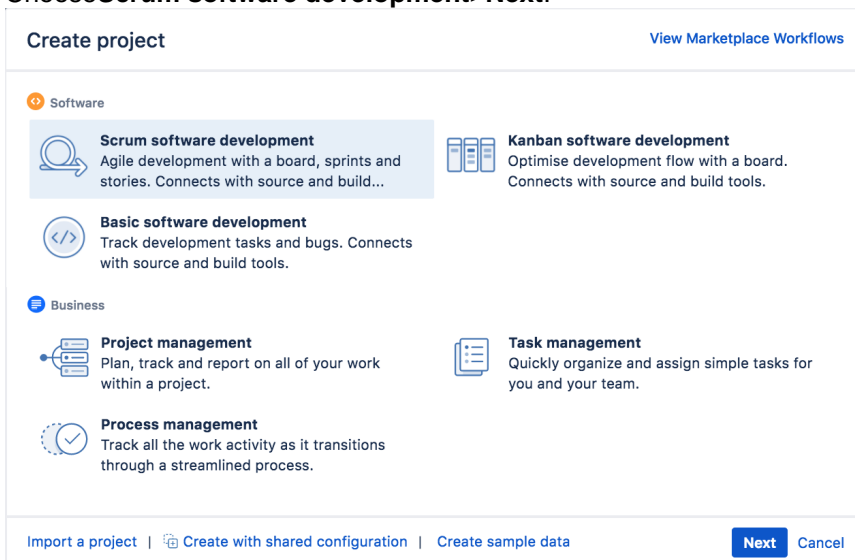 Choose Scrum software development > Next.
Create project
View Marketplace Workflows
Software
Scrum software development
Agile development with a board, sprints and
stories. Connects with source and build...
Kanban software development
Optimise development flow with a board.
Connects with source and build tools.
Basic software development
Track development tasks and bugs. Connects
with source and build tools.
Business
Project management
Plan, track and report on all of your work
within a project.
Task management
Quickly organize and assign simple tasks for
you and your team.
Process management
Track all the work activity as it transitions
through a streamlined process.
Import a project | Create with shared configuration | Create sample data
Next Cancel